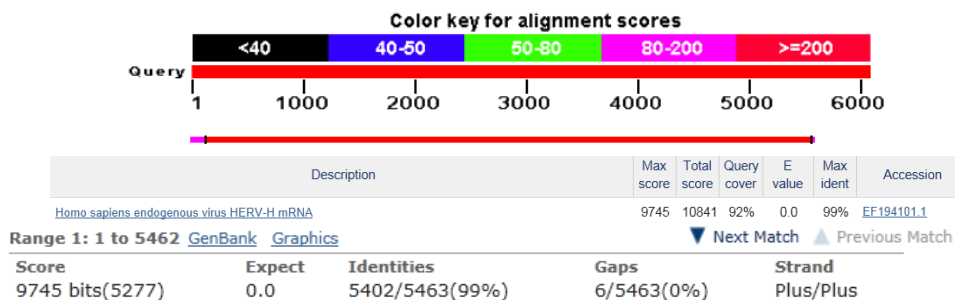 Color key for alignment scores
<40 40-50 50-80 80-200 >=200
Query
1 1000 2000 3000 4000 5000 6000
Description Max score Total score Query cover E value Max ident Accession
Homo sapiens endogenous virus HERV-H mRNA 9745 10841 92% 0.0 99% EF194101.1
Range 1: 1 to 5462 GenBank Graphics Next Match Previous Match
Score Expect Identities Gaps Strand
9745 bits(5277) 0.0 5402/5463(99%) 6/5463(0%) Plus/Plus